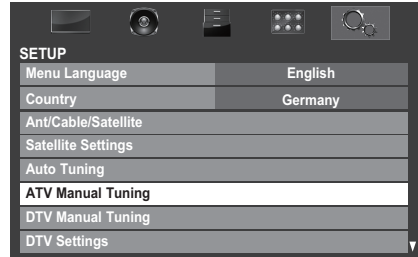 SETUP
Menu Language English
Country Germany
Ant/Cable/Satellite
Satellite Settings
Auto Tuning
ATV Manual Tuning
DTV Manual Tuning
DTV Settings